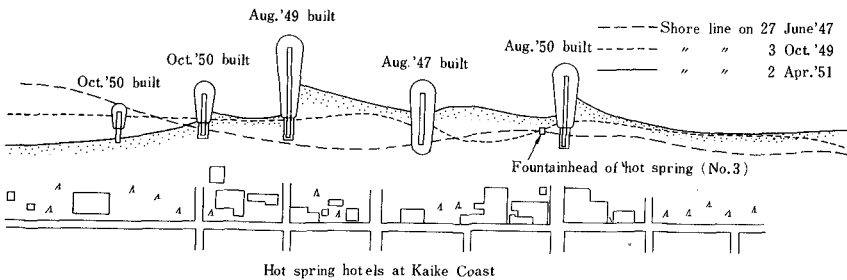 Aug.'49 built
Oct.'50 built
Oct.'50 built
Aug.'47 built
Aug.'50 built
Shore line on 27 June'47
〃 〃 3 Oct.'49
〃 〃 2 Apr.'51
Fountainhead of hot spring (No.3)
Hot spring hotels at Kaike Coast